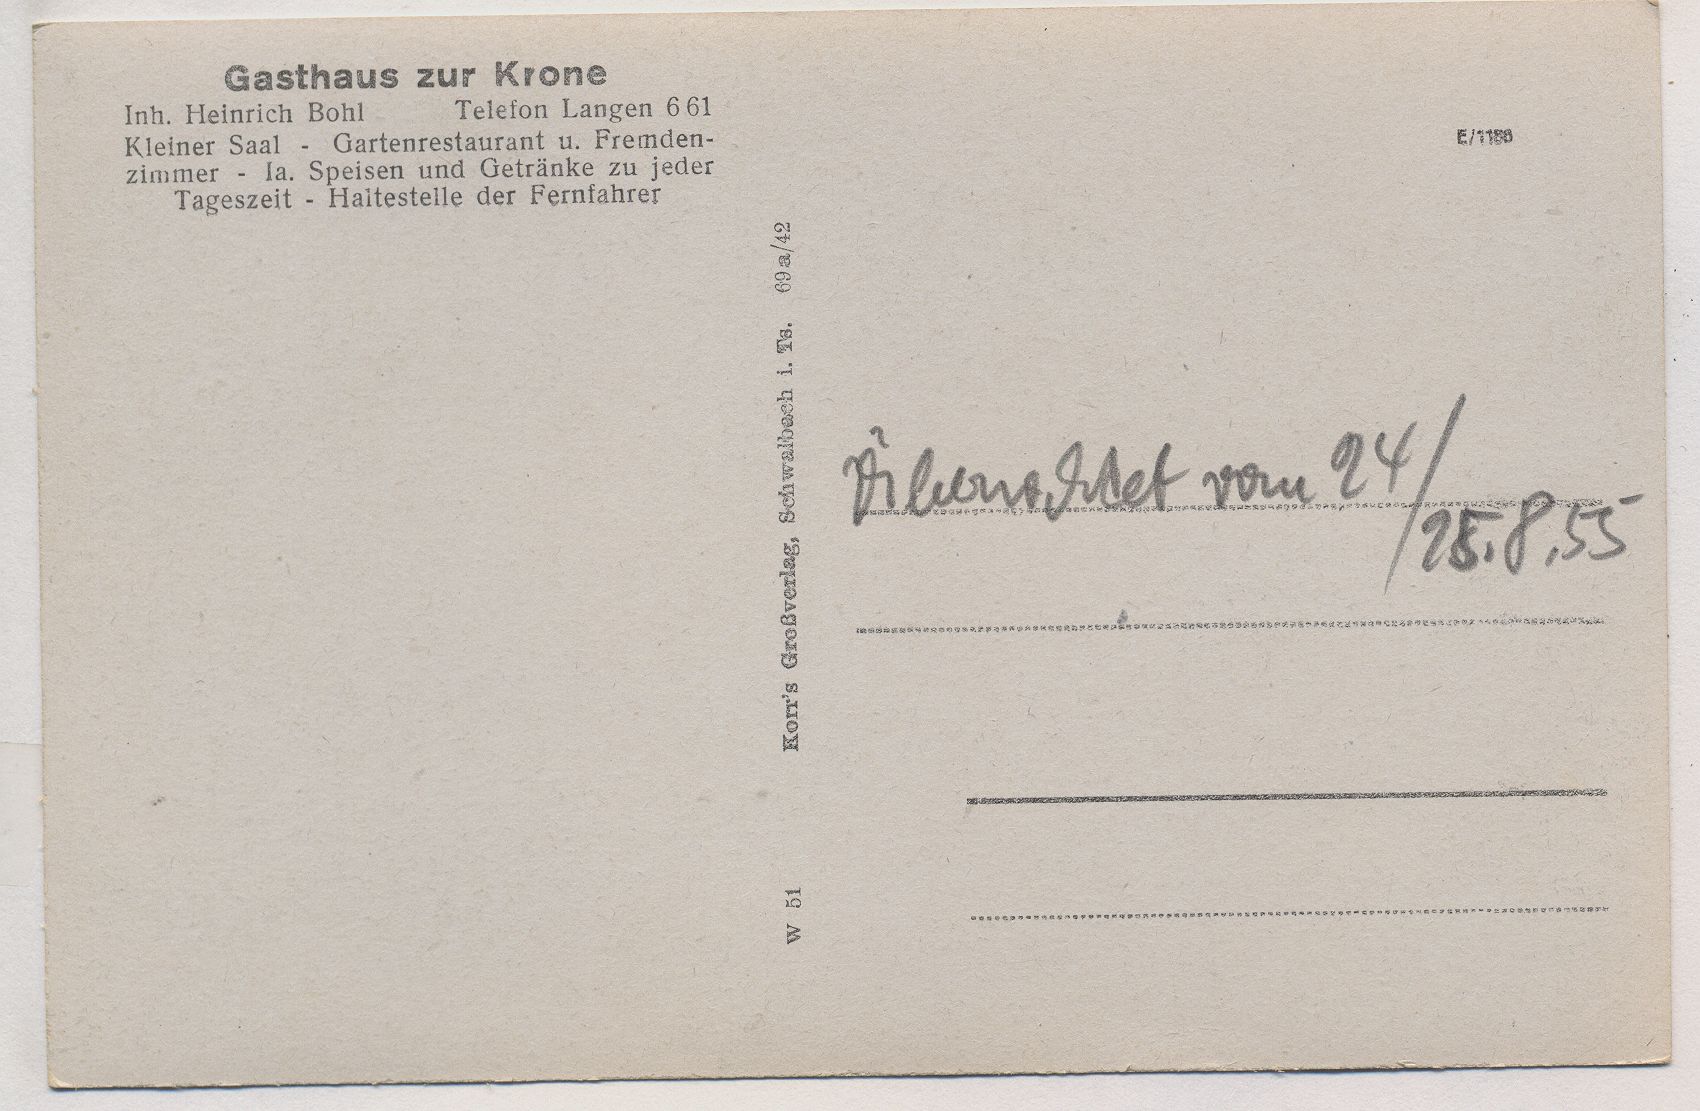 Gasthaus zur Krone
Inh. Heinrich Bohl Telefon Langen 661
Kleiner Saal - Gartenrestaurant u. Fremden-
zimmer - Ia. Speisen und Getränke zu jeder
Tageszeit - Haltestelle der Fernfahrer
W 51 Korr's Großverlag, Schwalbach i. Ts. 69a/42
E/1188
Übernachtet vom 24/
25.8.55